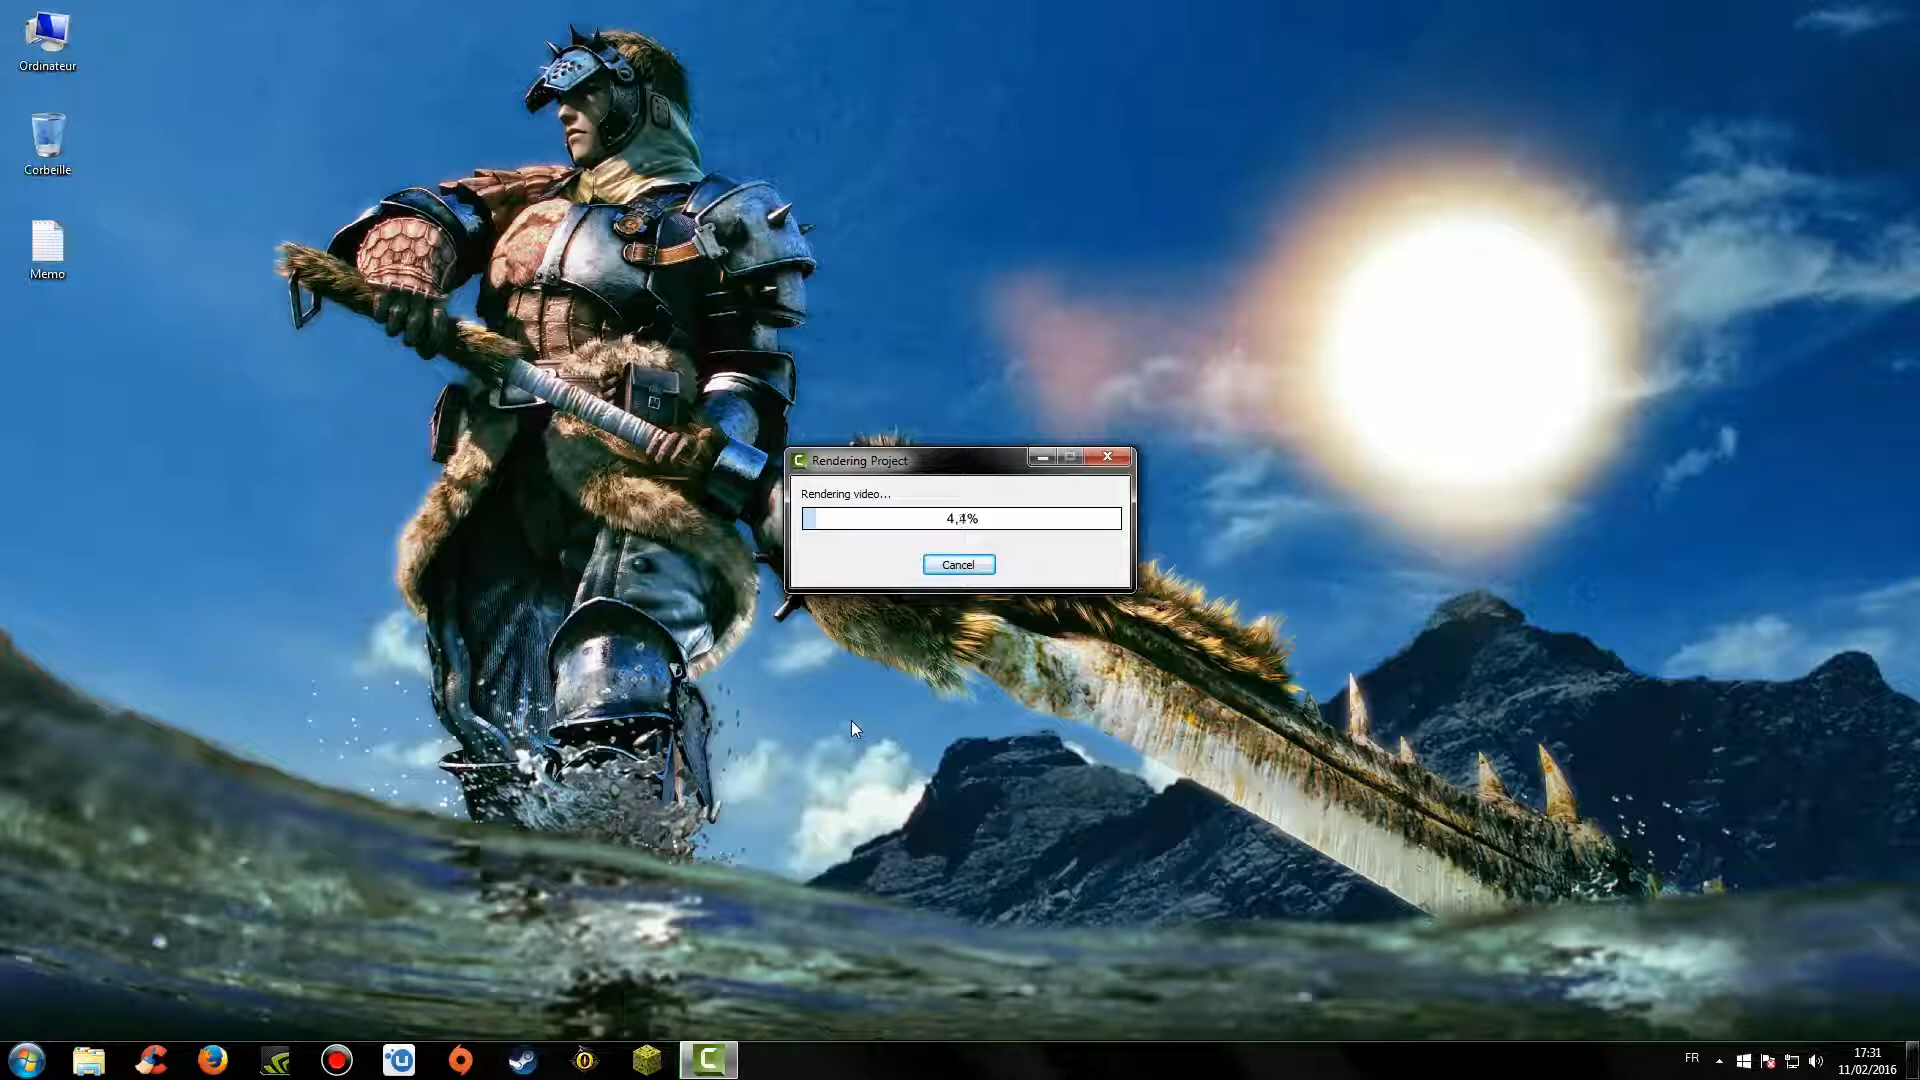 Ordinateur
Corbeille
Memo
Rendering Project
Rendering video...
4,4%
Cancel
FR
17:31
11/02/2016